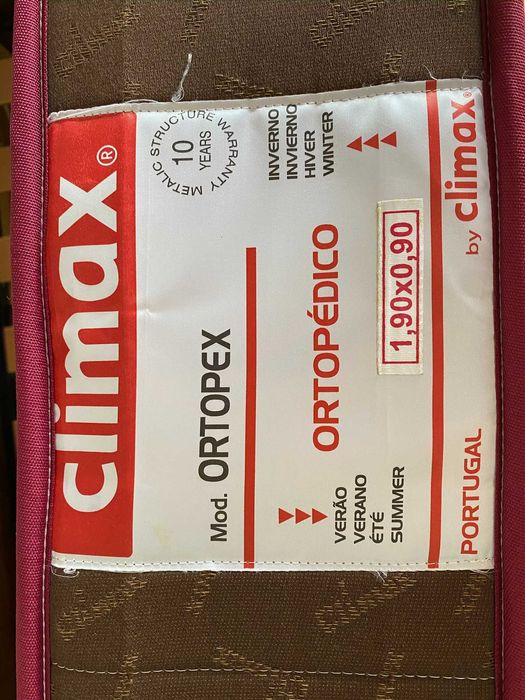 climax®
METALIC STRUCTURE WARRANTY
10
YEARS
Mod. ORTOPEX
INVERNO
INVIERNO
HIVER
WINTER
ORTOPÉDICO
VERÃO
VERANO
ÉTÉ
SUMMER
1,90x0,90
PORTUGAL
by climax®